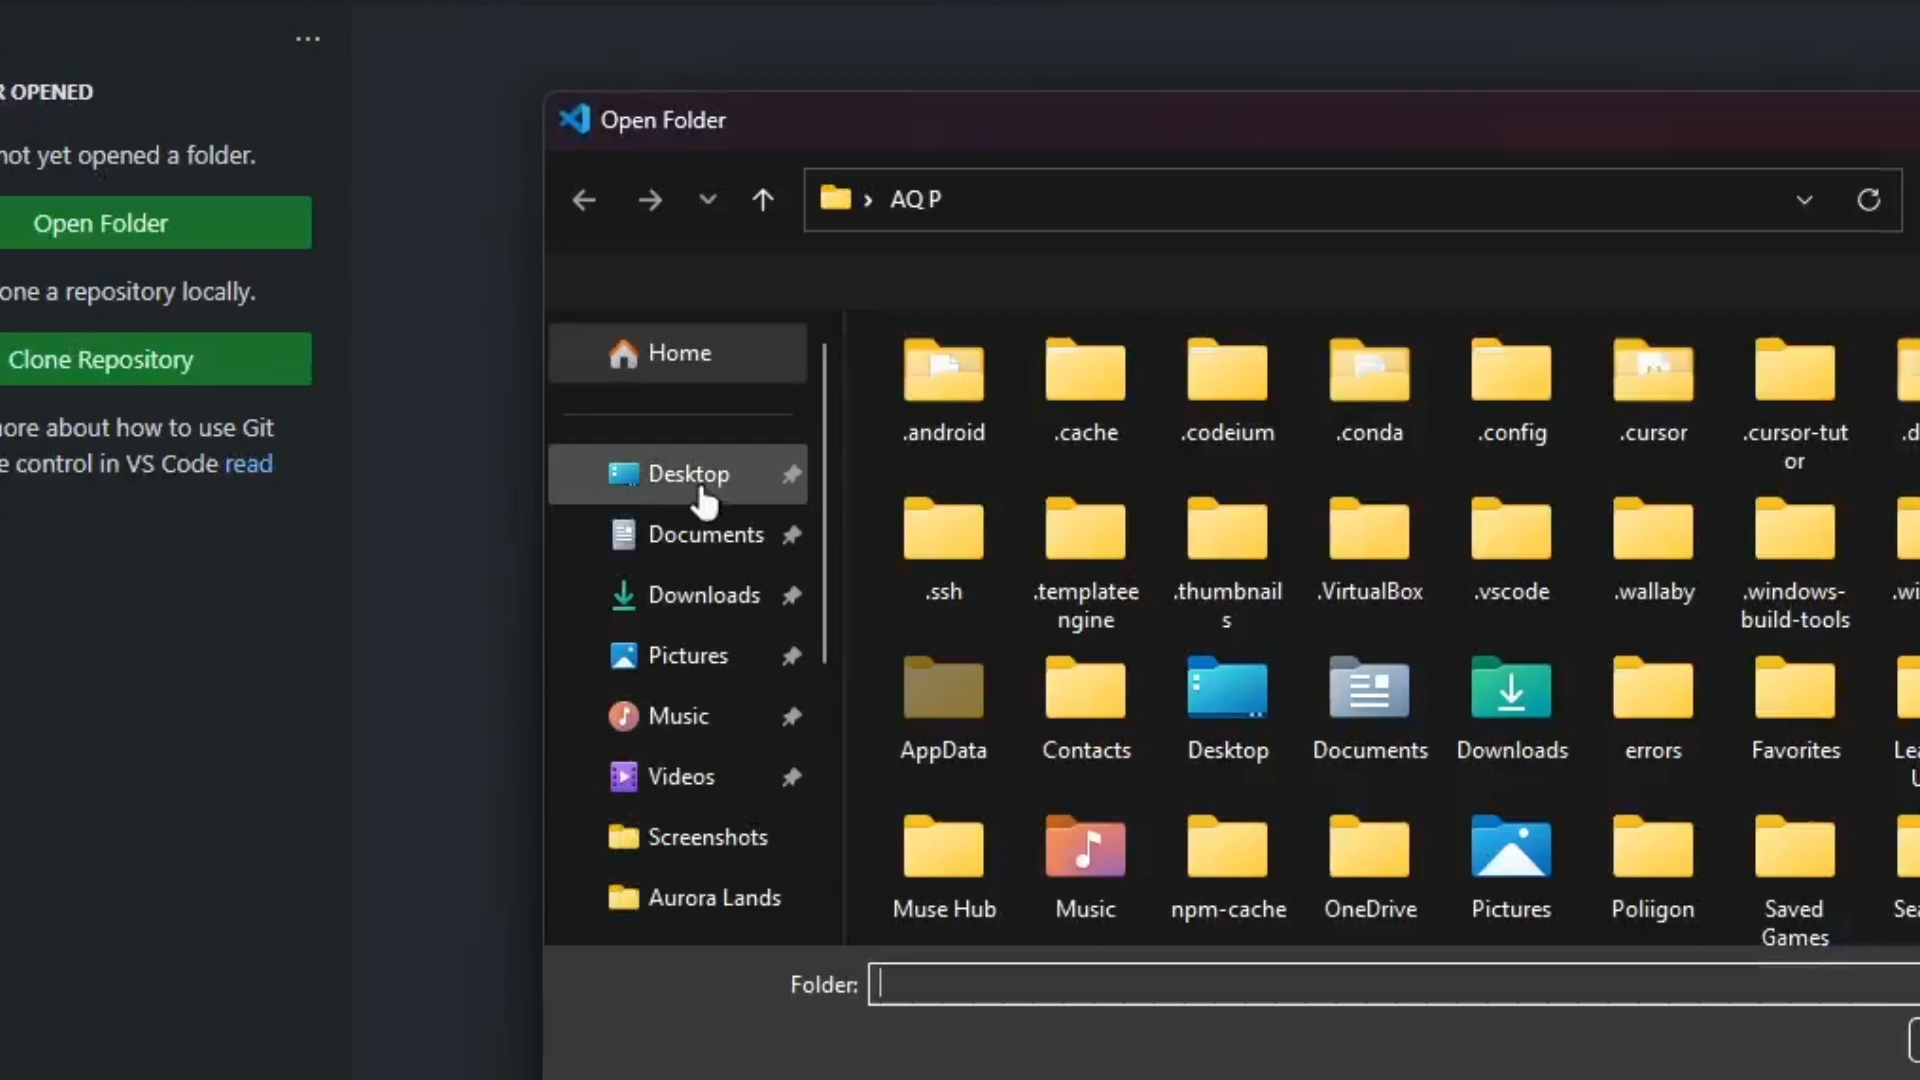 ...
R OPENED
not yet opened a folder.
Open Folder
one a repository locally.
Clone Repository
nore about how to use Git
e control in VS Code read
Open Folder
AQ P
Home
Desktop
Documents
Downloads
Pictures
Music
Videos
Screenshots
Aurora Lands
.android
.cache
.codeium
.conda
.config
.cursor
.cursor-tut
or
.ssh
.templatee
ngine
.thumbnail
s
.VirtualBox
.vscode
.wallaby
.windows-
build-tools
AppData
Contacts
Desktop
Documents
Downloads
errors
Favorites
Muse Hub
Music
npm-cache
OneDrive
Pictures
Poliigon
Saved
Games
Folder: